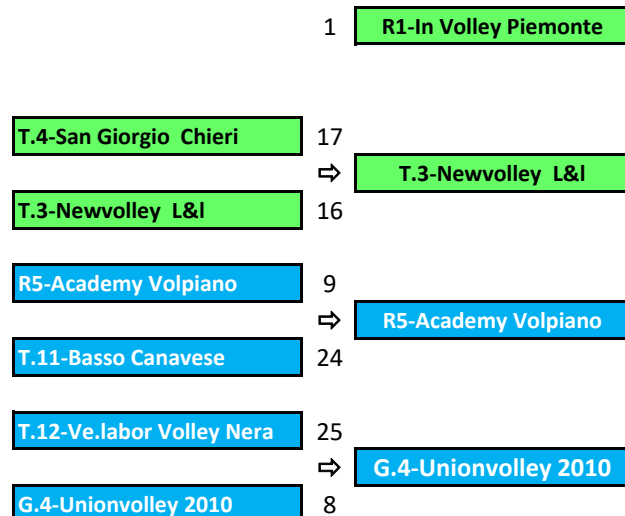 1 R1-In Volley Piemonte
T.4-San Giorgio Chieri 17
⇨ T.3-Newvolley L&l
T.3-Newvolley L&l 16
R5-Academy Volpiano 9
⇨ R5-Academy Volpiano
T.11-Basso Canavese 24
T.12-Ve.labor Volley Nera 25
⇨ G.4-Unionvolley 2010
G.4-Unionvolley 2010 8